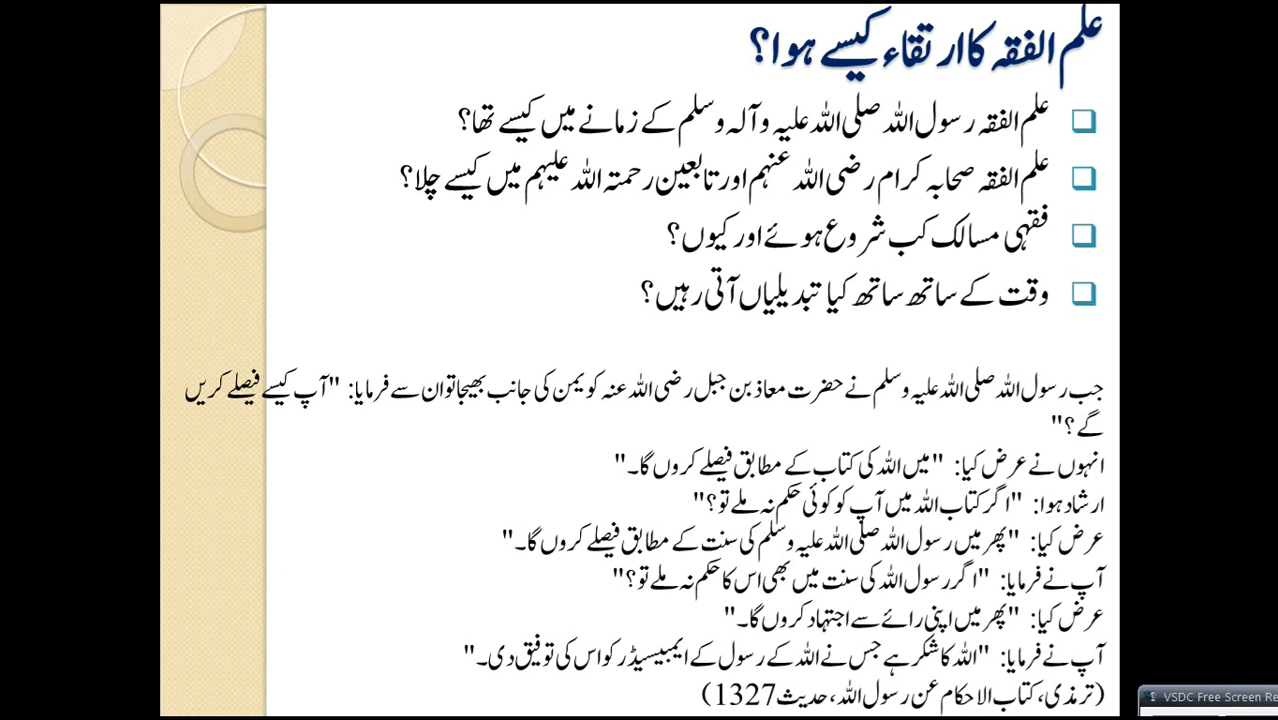 علم الفقہ کا ارتقاء کیسے ہوا؟
علم الفقہ رسول اللہ صلی اللہ علیہ وآلہ وسلم کے زمانے میں کیسے تھا؟
علم الفقہ صحابہ کرام رضی اللہ عنہم اور تابعین رحمتہ اللہ علیہم میں کیسے چلا؟
فقہی مسالک کب شروع ہوئے اور کیوں؟
وقت کے ساتھ ساتھ کیا تبدیلیاں آتی رہیں؟
جب رسول اللہ صلی اللہ علیہ وسلم نے حضرت معاذ بن جبل رضی اللہ عنہ کو یمن کی جانب بھیجا تو ان سے فرمایا: "آپ کیسے فیصلے کریں
گے؟"
انہوں نے عرض کیا: "میں اللہ کی کتاب کے مطابق فیصلے کروں گا۔"
ارشاد ہوا: "اگر کتاب اللہ میں آپ کو کوئی حکم نہ ملے تو؟"
عرض کیا: "پھر میں رسول اللہ صلی اللہ علیہ وسلم کی سنت کے مطابق فیصلے کروں گا۔"
آپ نے فرمایا: "اگر رسول اللہ کی سنت میں بھی اس کا حکم نہ ملے تو؟"
عرض کیا: "پھر میں اپنی رائے سے اجتہاد کروں گا۔"
آپ نے فرمایا: "اللہ کا شکر ہے جس نے اللہ کے رسول کے ایمبیسیڈر کو اس کی توفیق دی۔"
(ترمذی، کتاب الاحکام عن رسول اللہ، حدیث 1327)
VSDC Free Screen Re